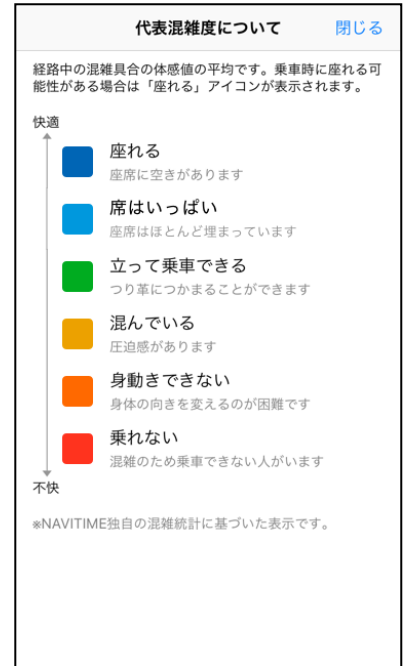 代表混雑度について 閉じる
経路中の混雑具合の体感値の平均です。乗車時に座れる可
能性がある場合は「座れる」アイコンが表示されます。
快適
座れる
座席に空きがあります
席はいっぱい
座席はほとんど埋まっています
立って乗車できる
つり革につかまることができます
混んでいる
圧迫感があります
身動きできない
身体の向きを変えるのが困難です
乗れない
混雑のため乗車できない人がいます
不快
※NAVITIME独自の混雑統計に基づいた表示です。